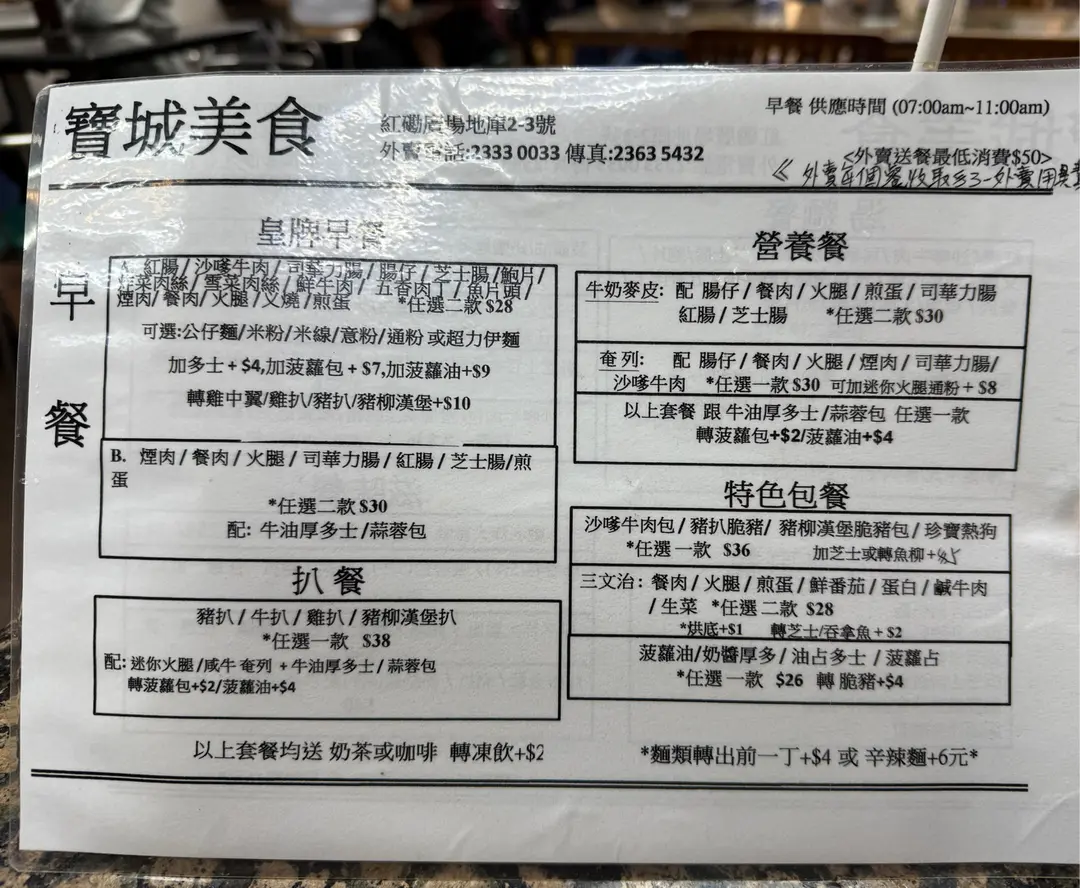 寶城美食
紅磡廣場地庫2-3號
外賣電話:2333 0033 傳真:2363 5432
早餐 供應時間 (07:00am~11:00am)
<外賣送餐最低消費$50>
《外賣每個
早餐
皇牌早餐
A. 紅腸/沙嗲牛肉/司華力腸/腸仔/芝士腸/鮑片/
炸菜肉絲/雪菜肉絲/鮮牛肉/五香肉丁/魚片頭/
煙肉/餐肉/火腿/叉燒/煎蛋 *任選二款 $28
可選:公仔麵/米粉/米線/意粉/通粉 或超力伊麵
加多士 + $4,加菠蘿包 + $7,加菠蘿油+$9
轉雞中翼/雞扒/豬扒/豬柳漢堡+$10
B. 煙肉/餐肉/火腿/司華力腸/紅腸/芝士腸/煎
蛋
*任選二款 $30
配: 牛油厚多士/蒜蓉包
扒餐
豬扒/牛扒/雞扒/豬柳漢堡扒
*任選一款 $38
配: 迷你火腿/咸牛奄列 + 牛油厚多士/蒜蓉包
轉菠蘿包+$2/菠蘿油+$4
營養餐
牛奶麥皮: 配 腸仔/餐肉/火腿/煎蛋/司華力腸
紅腸/芝士腸 *任選二款 $30
奄列: 配 腸仔/餐肉/火腿/煙肉/司華力腸/
沙嗲牛肉 *任選一款 $30 可加迷你火腿通粉 + $8
以上套餐 跟 牛油厚多士/蒜蓉包 任選一款
轉菠蘿包+$2/菠蘿油+$4
特色包餐
沙嗲牛肉包/豬扒脆豬/豬柳漢堡脆豬包/珍寶熱狗
*任選一款 $36 加芝士或轉魚柳+$5
三文治: 餐肉/火腿/煎蛋/鮮番茄/蛋白/鹹牛肉
/生菜 *任選二款 $28
*烘底+$1 轉芝士/吞拿魚 + $2
菠蘿油/奶醬厚多/油占多士/菠蘿占
*任選一款 $26 轉 脆豬+$4
以上套餐均送 奶茶或咖啡 轉凍飲+$2
*麵類轉出前一丁+$4 或 辛辣麵+6元*